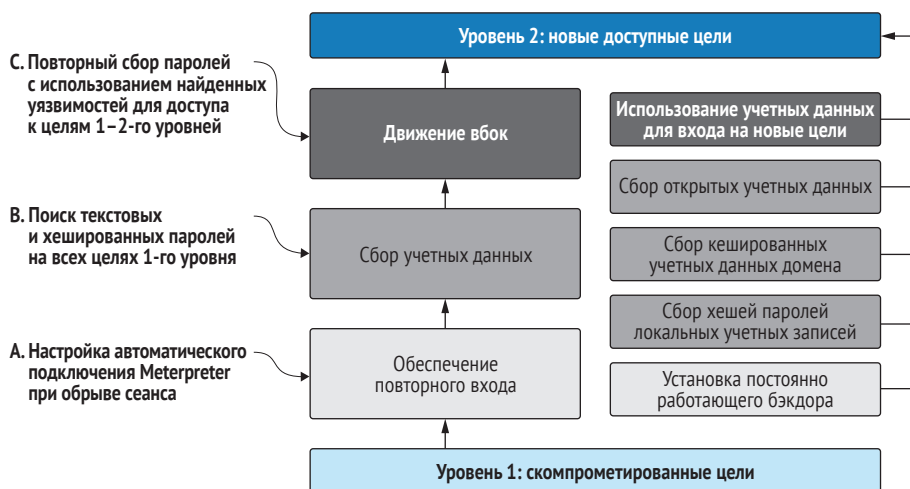 Уровень 2: новые доступные цели
C. Повторный сбор паролей
с использованием найденных
уязвимостей для доступа
к целям 1–2-го уровней
Движение вбок
Использование учетных данных
для входа на новые цели
Сбор открытых учетных данных
B. Поиск текстовых
и хешированных паролей
на всех целях 1-го уровня
Сбор учетных данных
Сбор кешированных
учетных данных домена
Сбор хешей паролей
локальных учетных записей
A. Настройка автоматического
подключения Meterpreter
при обрыве сеанса
Обеспечение
повторного входа
Установка постоянно
работающего бэкдора
Уровень 1: скомпрометированные цели